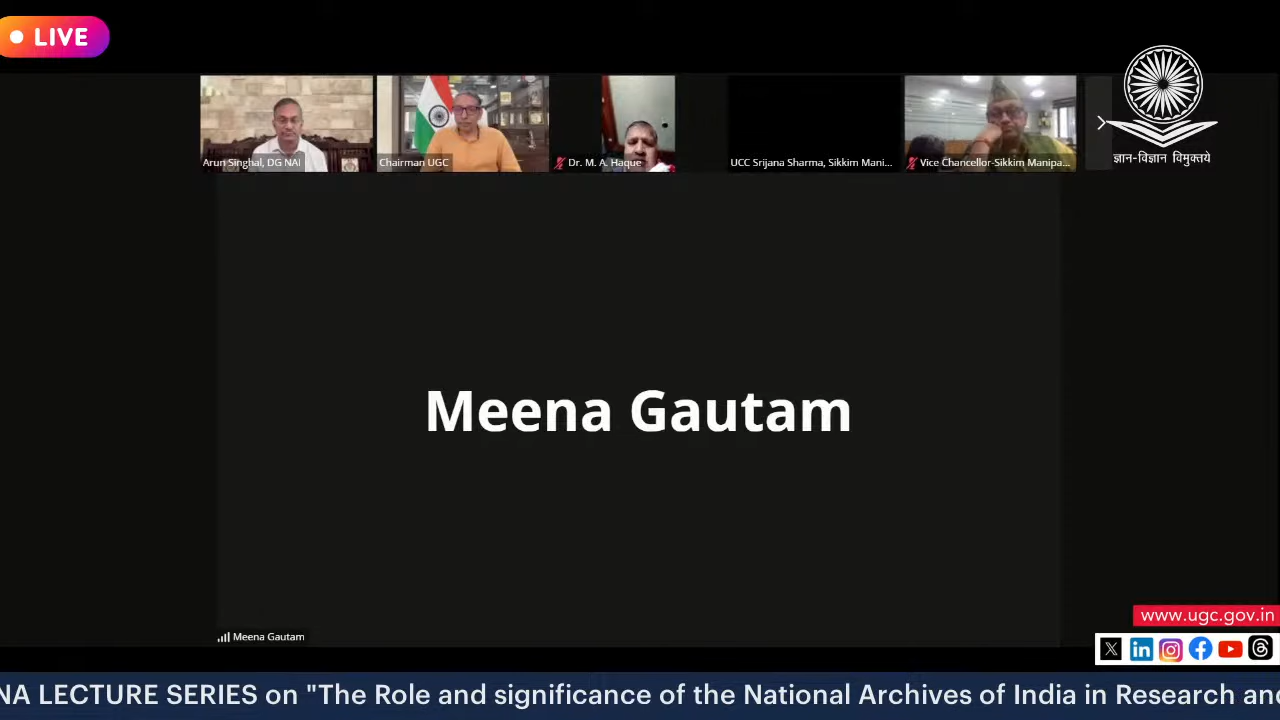 LIVE
Arun Singhal, DG NAI
Chairman UGC
Dr. M. A. Haque
UCC Srijana Sharma, Sikkim Mani...
Vice Chancellor-Sikkim Manipa...
ज्ञान-विज्ञान विमुक्तये
Meena Gautam
Meena Gautam
www.ugc.gov.in
NA LECTURE SERIES on "The Role and significance of the National Archives of India in Research and